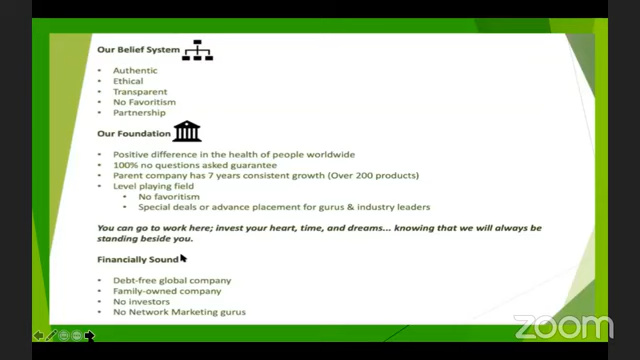 Our Belief System
• Authentic
• Ethical
• Transparent
• No Favoritism
• Partnership
Our Foundation
• Positive difference in the health of people worldwide
• 100% no questions asked guarantee
• Parent company has 7 years consistent growth (Over 200 products)
• Level playing field
• No favoritism
• Special deals or advance placement for gurus & industry leaders
You can go to work here; invest your heart, time, and dreams... knowing that we will always be
standing beside you.
Financially Sound
• Debt-free global company
• Family-owned company
• No investors
• No Network Marketing gurus
zoom